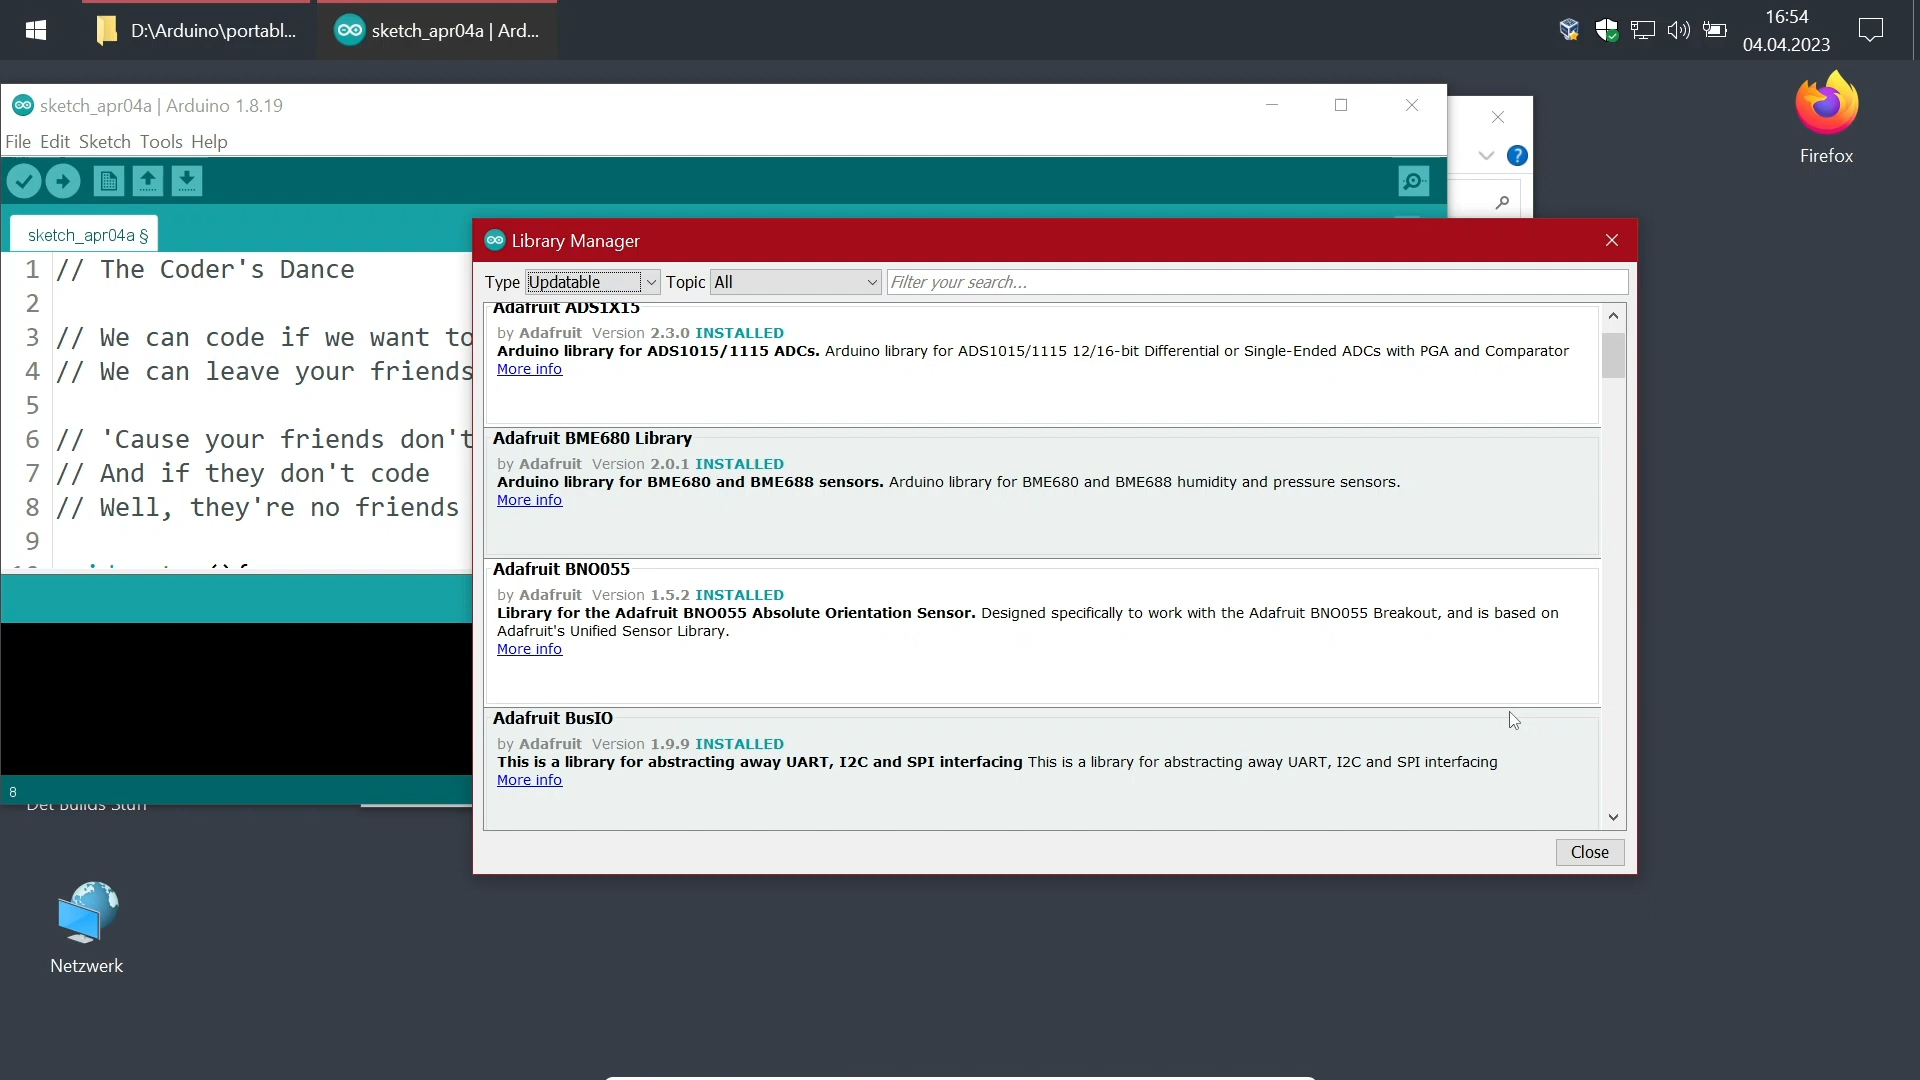 D:\Arduino\portabl...
sketch_apr04a | Ard...
16:54
04.04.2023
Firefox
sketch_apr04a | Arduino 1.8.19
File Edit Sketch Tools Help
sketch_apr04a §
1 // The Coder's Dance
2
3 // We can code if we want to
4 // We can leave your friends
5
6 // 'Cause your friends don't
7 // And if they don't code
8 // Well, they're no friends
9
8
Library Manager
Type Updatable Topic All Filter your search...
Adafruit ADS1X15
by Adafruit Version 2.3.0 INSTALLED
Arduino library for ADS1015/1115 ADCs. Arduino library for ADS1015/1115 12/16-bit Differential or Single-Ended ADCs with PGA and Comparator
More info
Adafruit BME680 Library
by Adafruit Version 2.0.1 INSTALLED
Arduino library for BME680 and BME688 sensors. Arduino library for BME680 and BME688 humidity and pressure sensors.
More info
Adafruit BNO055
by Adafruit Version 1.5.2 INSTALLED
Library for the Adafruit BNO055 Absolute Orientation Sensor. Designed specifically to work with the Adafruit BNO055 Breakout, and is based on
Adafruit's Unified Sensor Library.
More info
Adafruit BusIO
by Adafruit Version 1.9.9 INSTALLED
This is a library for abstracting away UART, I2C and SPI interfacing This is a library for abstracting away UART, I2C and SPI interfacing
More info
Close
Det Builds Stuff
Netzwerk